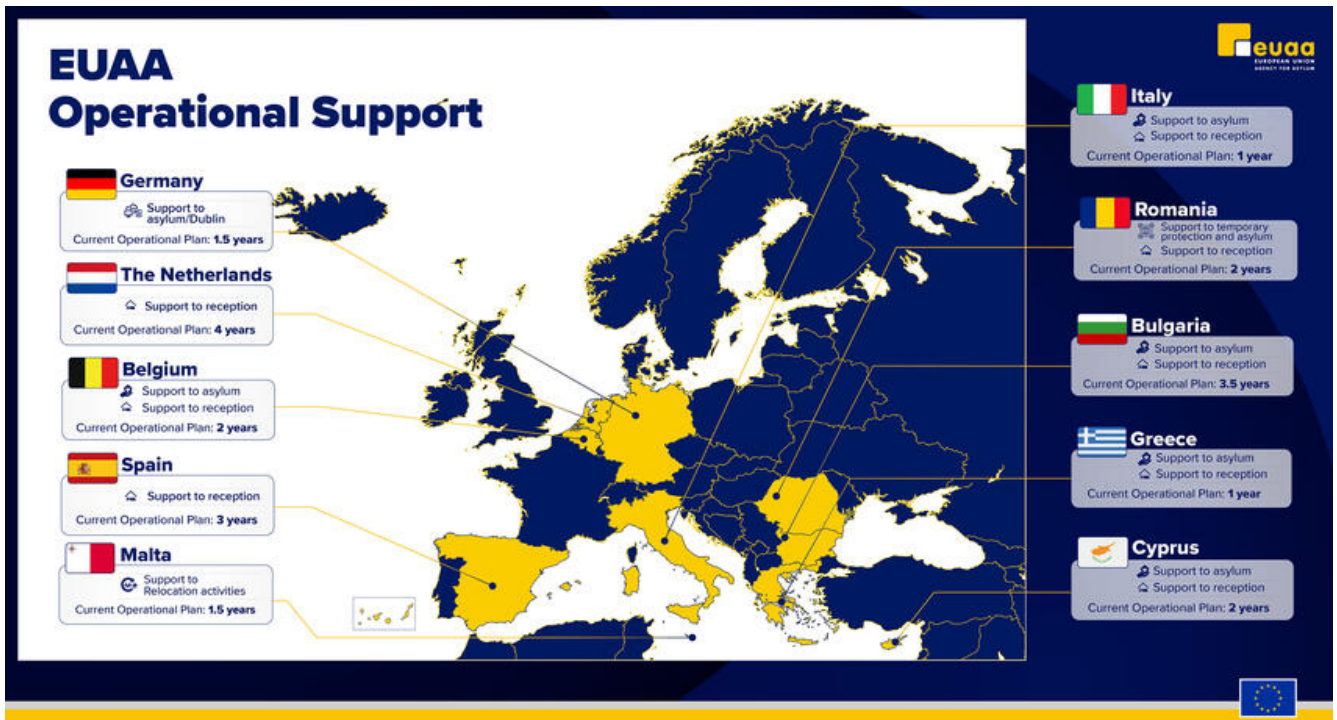 EUAA
Operational Support
Germany
Support to
asylum/Dublin
Current Operational Plan: 1.5 years
The Netherlands
Support to reception
Current Operational Plan: 4 years
Belgium
Support to asylum
Support to reception
Current Operational Plan: 2 years
Spain
Support to reception
Current Operational Plan: 3 years
Malta
Support to
Relocation activities
Current Operational Plan: 1.5 years
euaa
EUROPEAN UNION
AGENCY FOR ASYLUM
Italy
Support to asylum
Support to reception
Current Operational Plan: 1 year
Romania
Support to temporary
protection and asylum
Support to reception
Current Operational Plan: 2 years
Bulgaria
Support to asylum
Support to reception
Current Operational Plan: 3.5 years
Greece
Support to asylum
Support to reception
Current Operational Plan: 1 year
Cyprus
Support to asylum
Support to reception
Current Operational Plan: 2 years